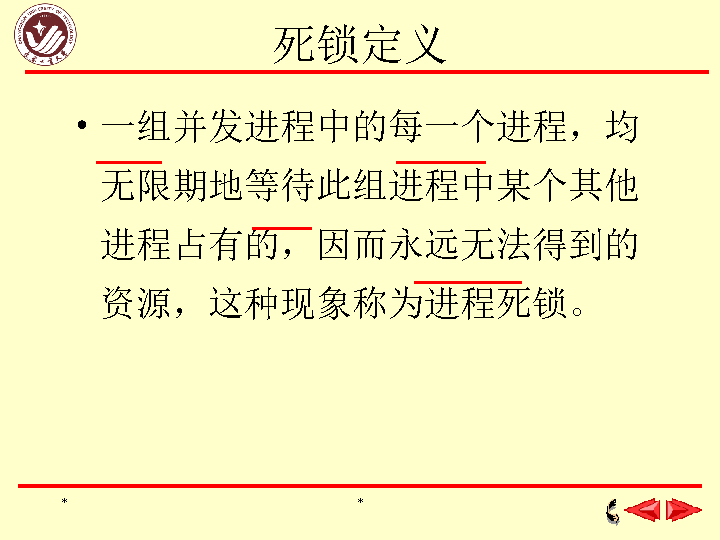 死锁定义
• 一组并发进程中的每一个进程，均
无限期地等待此组进程中某个其他
进程占有的，因而永远无法得到的
资源，这种现象称为进程死锁。
* *